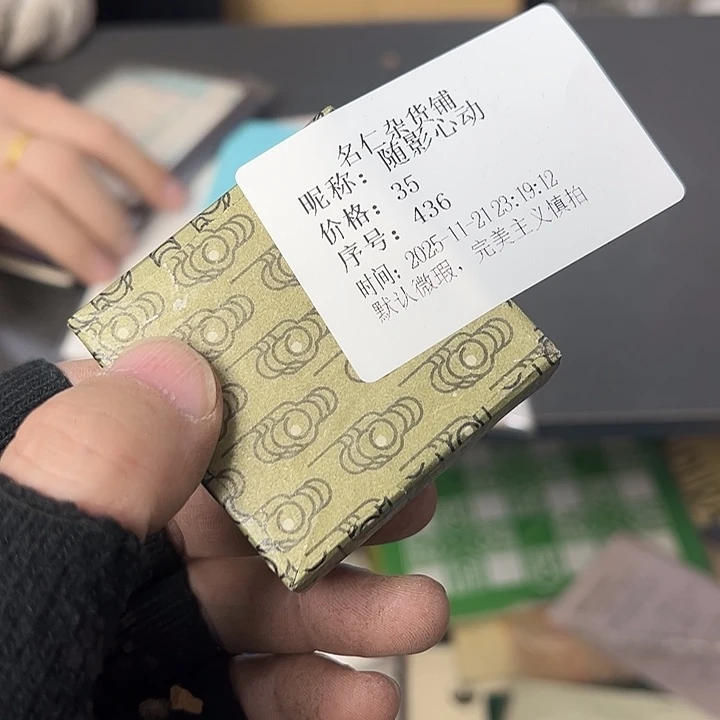 名仁杂货铺
昵称：随影心动
价格：35
序号：436
时间：2025-11-21 23:19:12
默认微瑕，完美主义慎拍